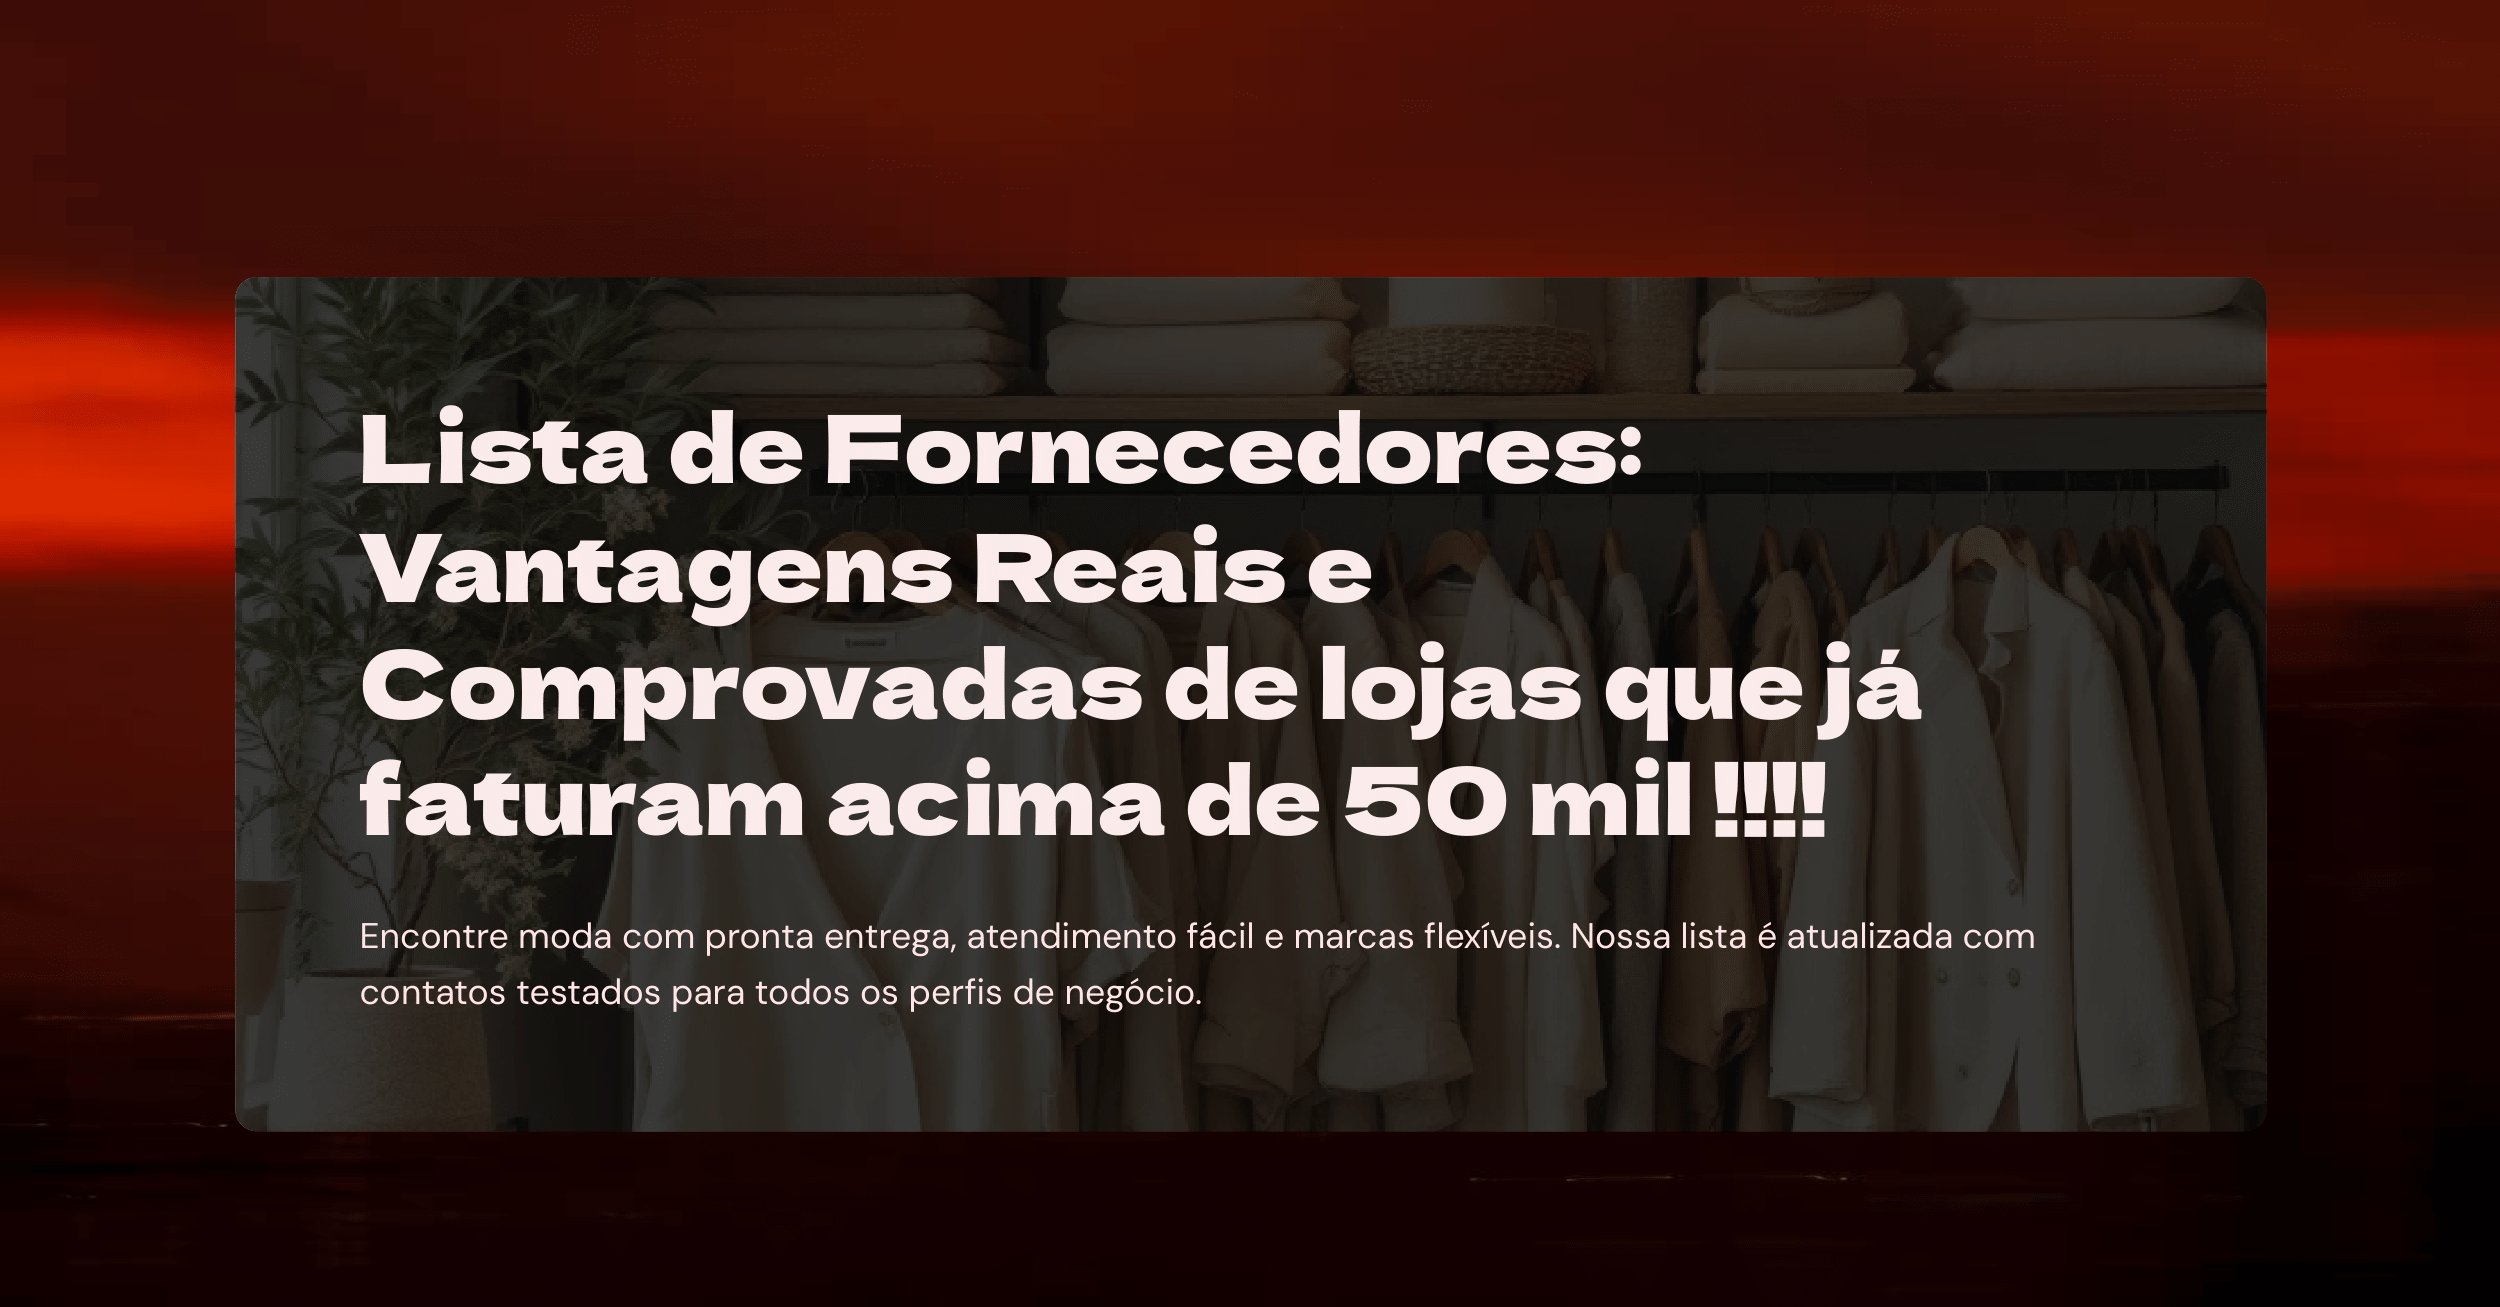 Lista de Fornecedores:
Vantagens Reais e
Comprovadas de lojas que já
faturam acima de 50 mil !!!!
Encontre moda com pronta entrega, atendimento fácil e marcas flexíveis. Nossa lista é atualizada com
contatos testados para todos os perfis de negócio.